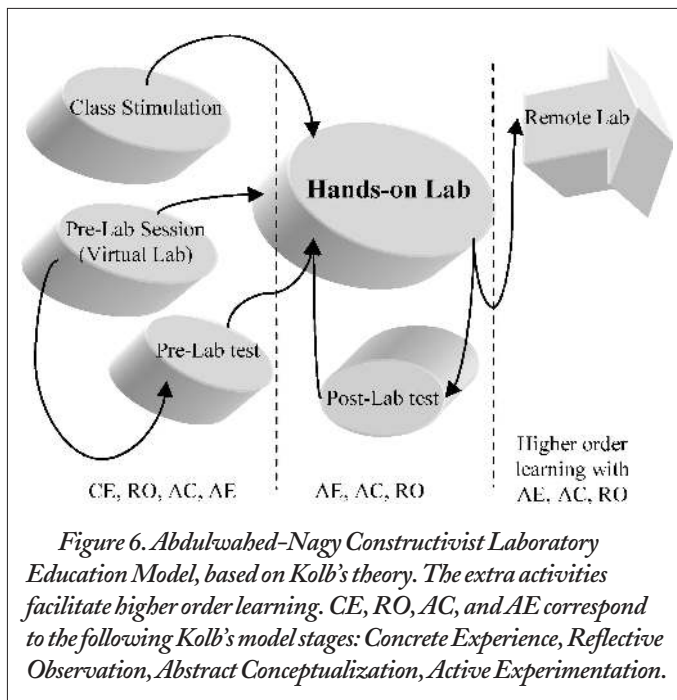 Class Stimulation
Remote Lab
Hands-on Lab
Pre-Lab Session
(Virtual Lab)
Pre-Lab test
Post-Lab test
Higher order
learning with
AE, AC, RO
CE, RO, AC, AE
AE, AC, RO
Figure 6. Abdulwahed-Nagy Constructivist Laboratory
Education Model, based on Kolb's theory. The extra activities
facilitate higher order learning. CE, RO, AC, and AE correspond
to the following Kolb's model stages: Concrete Experience, Reflective
Observation, Abstract Conceptualization, Active Experimentation.